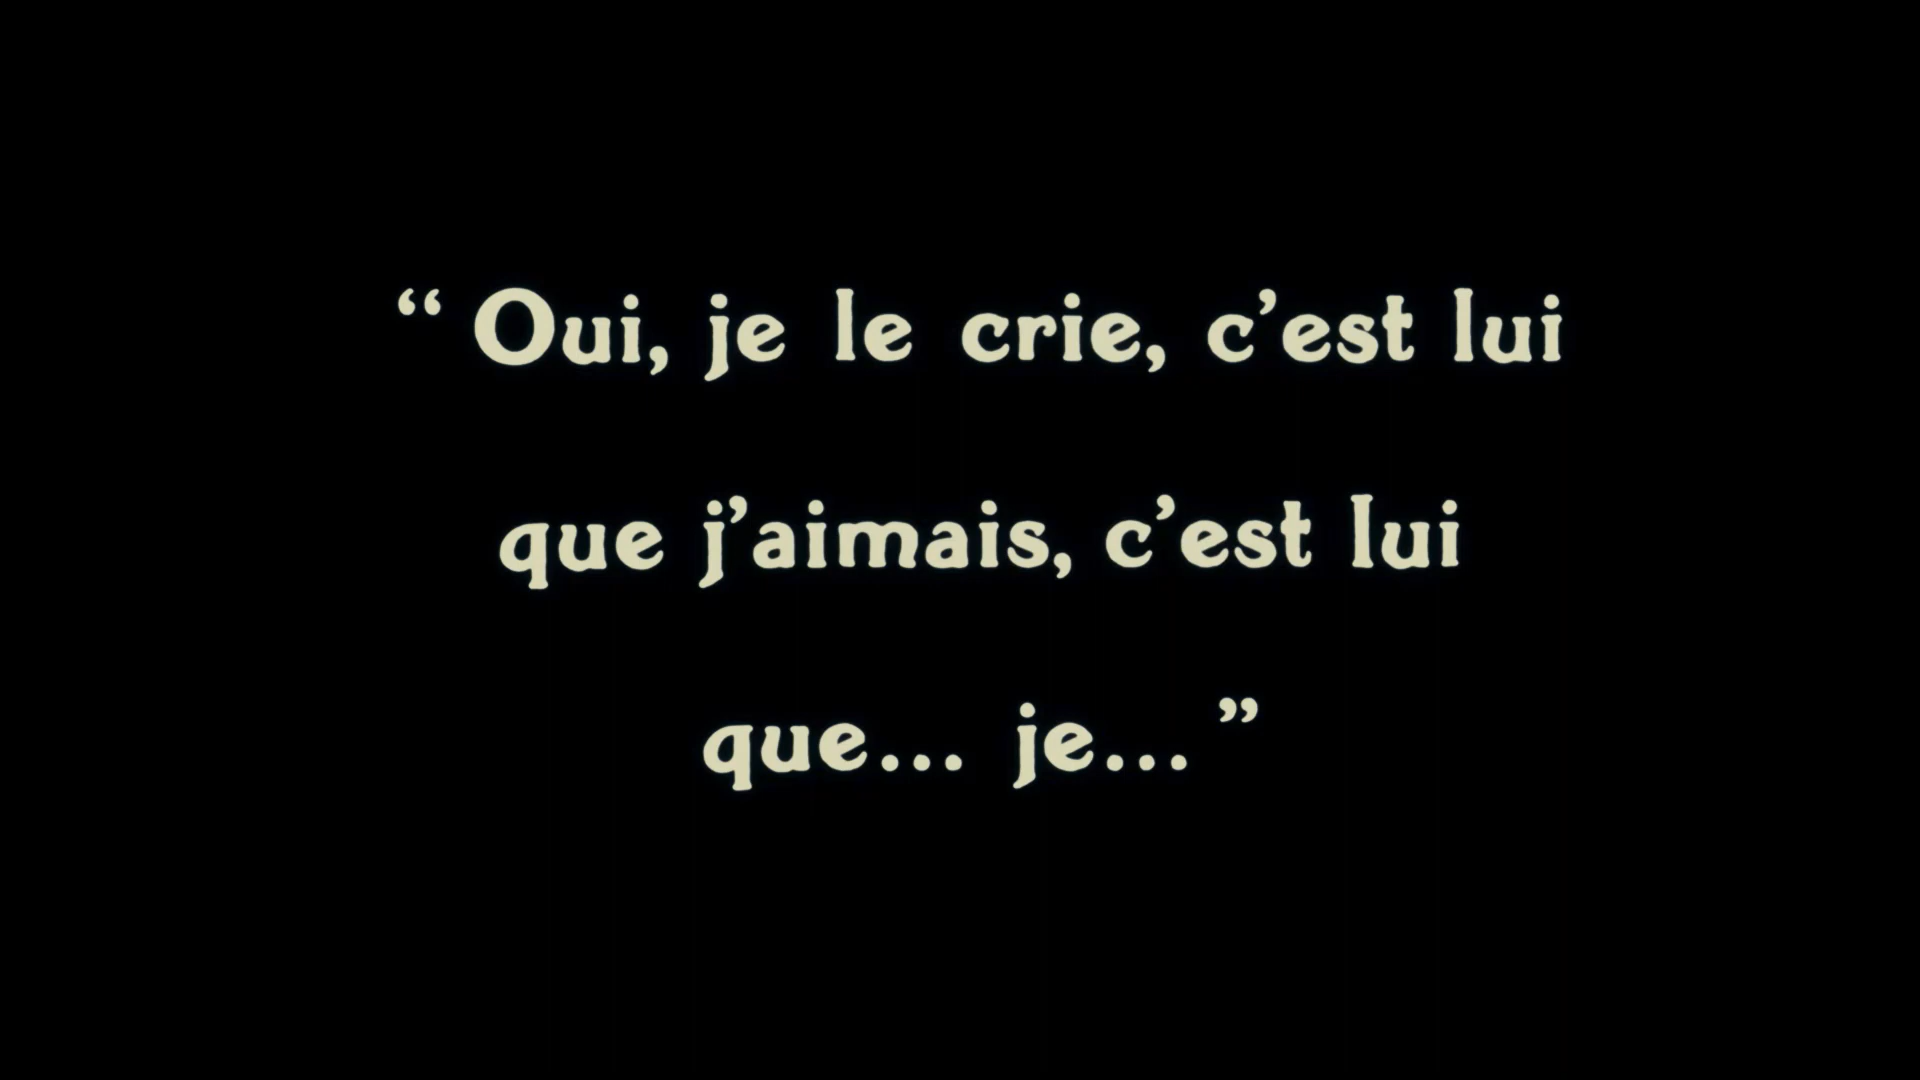 “ Oui, je le crie, c’est lui
que j’aimais, c’est lui
que... je... ”